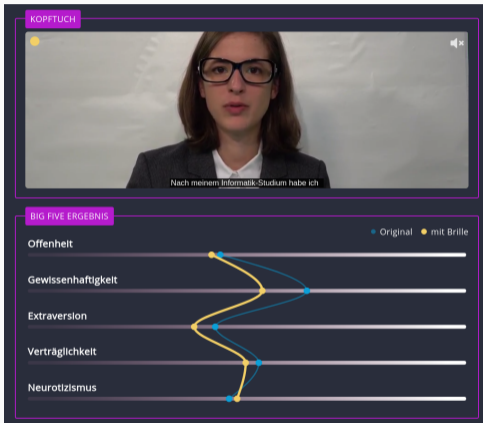 KOPFTUCH
Nach meinem Informatik-Studium habe ich
BIG FIVE ERGEBNIS
Original mit Brille
Offenheit
Gewissenhaftigkeit
Extraversion
Verträglichkeit
Neurotizismus